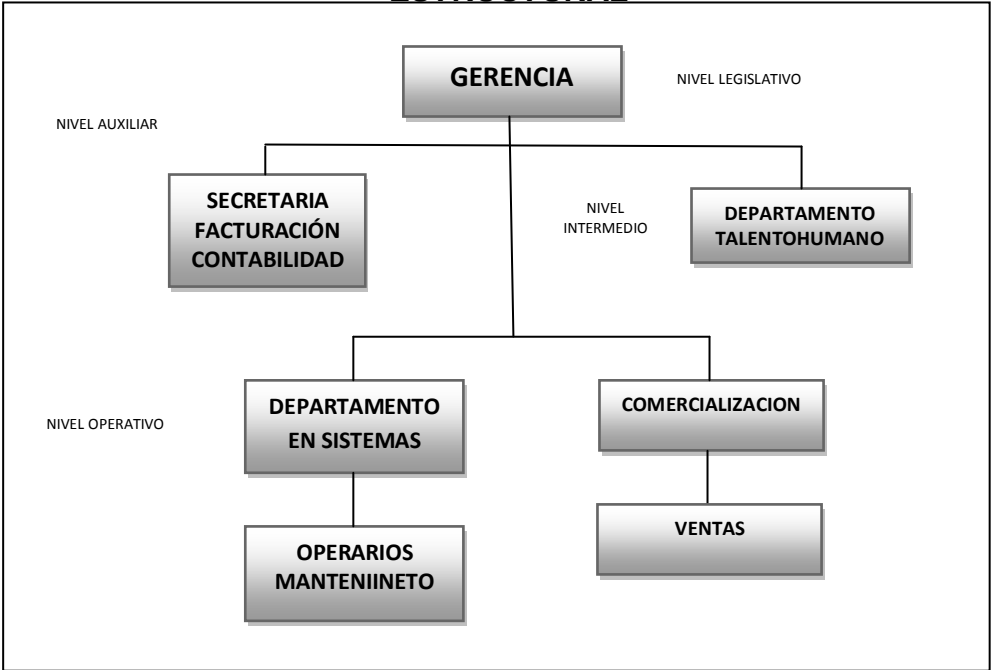 GERENCIA
NIVEL LEGISLATIVO
NIVEL AUXILIAR
SECRETARIA
FACTURACIÓN
CONTABILIDAD
NIVEL
INTERMEDIO
DEPARTAMENTO
TALENTOHUMANO
DEPARTAMENTO
EN SISTEMAS
COMERCIALIZACION
NIVEL OPERATIVO
OPERARIOS
MANTENIINETO
VENTAS